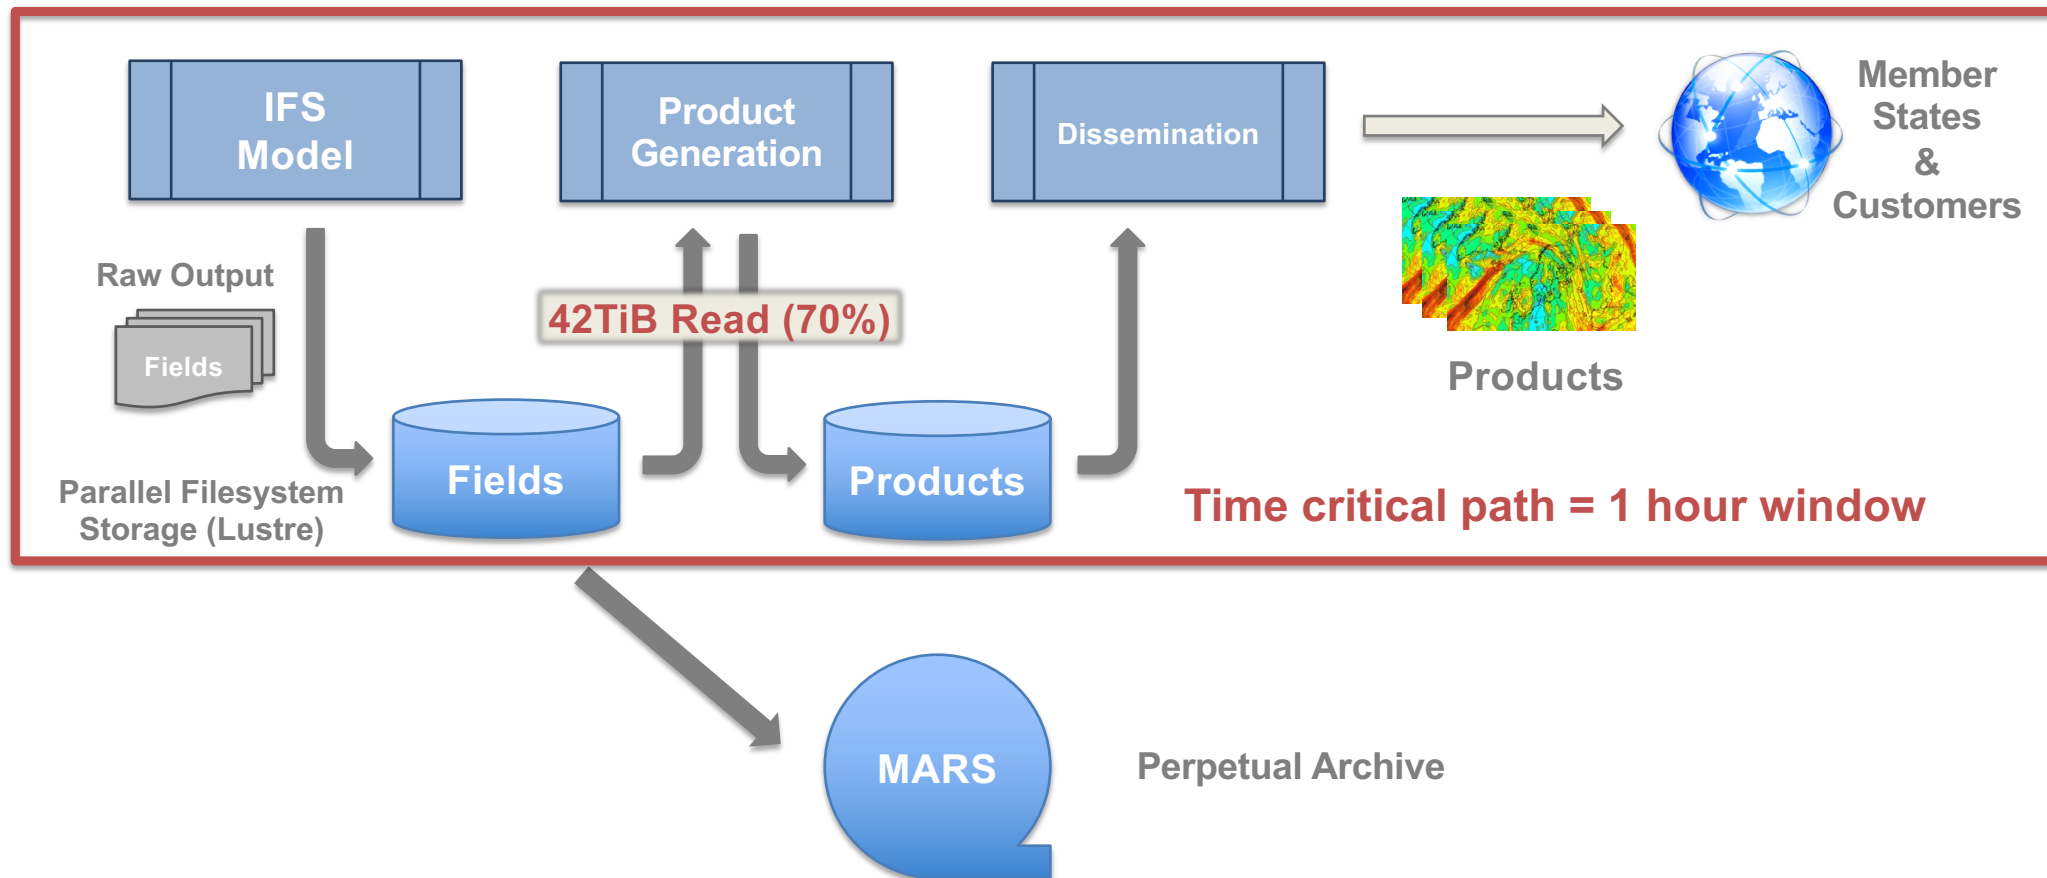 IFS
Model
Product
Generation
Dissemination
Member
States
&
Customers
Raw Output
Fields
42TiB Read (70%)
Products
Parallel Filesystem
Storage (Lustre)
Fields
Products
Time critical path = 1 hour window
MARS
Perpetual Archive